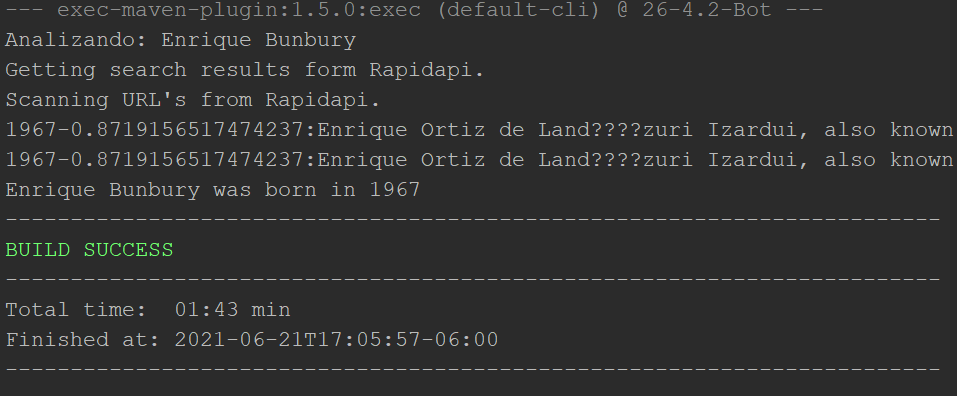 --- exec-maven-plugin:1.5.0:exec (default-cli) @ 26-4.2-Bot ---
Analizando: Enrique Bunbury
Getting search results form Rapidapi.
Scanning URL's from Rapidapi.
1967-0.8719156517474237:Enrique Ortiz de Land????zuri Izardui, also known
1967-0.8719156517474237:Enrique Ortiz de Land????zuri Izardui, also known
Enrique Bunbury was born in 1967
------------------------------------------------------------------------
BUILD SUCCESS
------------------------------------------------------------------------
Total time:  01:43 min
Finished at: 2021-06-21T17:05:57-06:00
------------------------------------------------------------------------